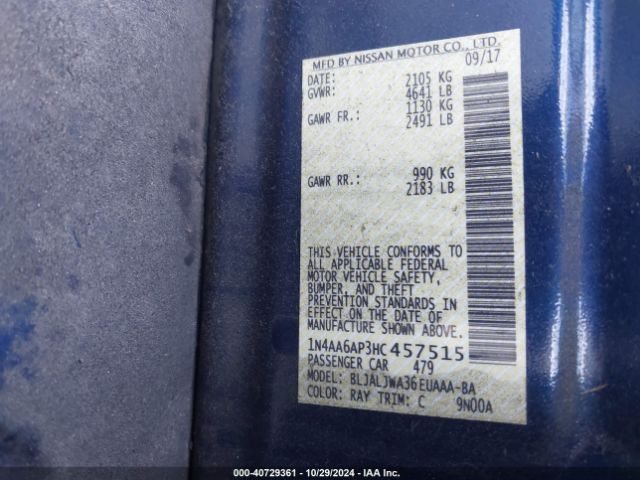 MFD BY NISSAN MOTOR CO., LTD.
09/17
DATE: 2105 KG
GVWR: 4641 LB
1130 KG
GAWR FR.: 2491 LB
990 KG
GAWR RR.: 2183 LB
THIS VEHICLE CONFORMS TO
ALL APPLICABLE FEDERAL
MOTOR VEHICLE SAFETY,
BUMPER, AND THEFT
PREVENTION STANDARDS IN
EFFECT ON THE DATE OF
MANUFACTURE SHOWN ABOVE.
1N4AA6AP3HC457515
PASSENGER CAR 479
MODEL: BLJALJWA36EUAAA-BA
COLOR: RAY TRIM: C 9N00A
000-40729361 - 10/29/2024 - IAA Inc.